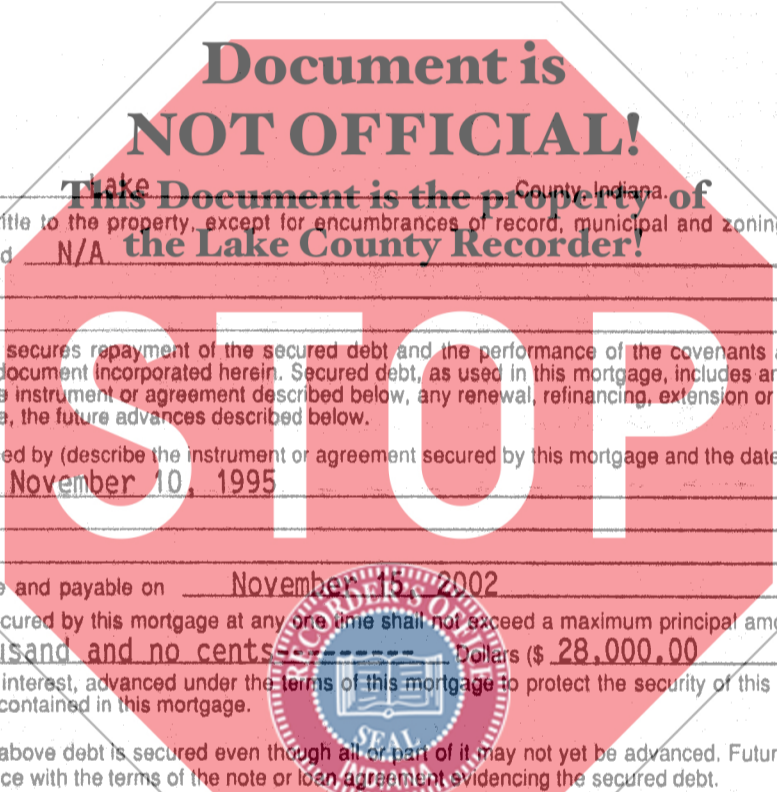 Document is
NOT OFFICIAL!
This Document is the property of
the Lake County Recorder!
Lake County, Indiana.
itle to the property, except for encumbrances of record, municipal and zoning
d N/A
STOP
secures repayment of the secured debt and the performance of the covenants
document incorporated herein. Secured debt, as used in this mortgage, includes an
e instrument or agreement described below, any renewal, refinancing, extension or
e, the future advances described below.
ed by (describe the instrument or agreement secured by this mortgage and the date
November 10, 1995
e and payable on November 15, 2002
cured by this mortgage at any one time shall not exceed a maximum principal amo
usand and no cents---------- Dollars ($ 28,000.00
interest, advanced under the terms of this mortgage to protect the security of this
contained in this mortgage.
RECORDER'S OFFICE
SEAL
INDIANA
above debt is secured even though all or part of it may not yet be advanced. Futur
ce with the terms of the note or loan agreement evidencing the secured debt.